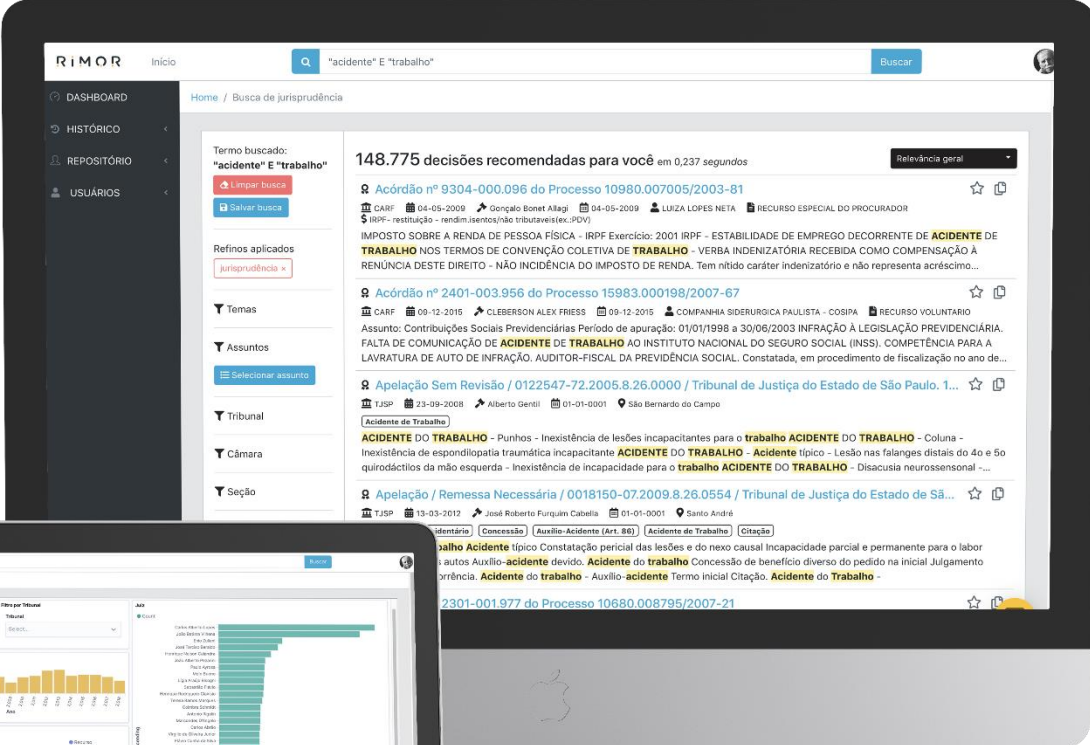 RiMOR
Início
"acidente" E "trabalho"
Buscar
DASHBOARD
HISTÓRICO
REPOSITÓRIO
USUÁRIOS
Home / Busca de jurisprudência
Termo buscado:
"acidente" E "trabalho"
Limpar busca
Salvar busca
Refinos aplicados
jurisprudência ×
Temas
Assuntos
Selecionar assunto
Tribunal
Câmara
Seção
148.775 decisões recomendadas para você em 0,237 segundos
Relevância geral
Acórdão nº 9304-000.096 do Processo 10980.007005/2003-81
CARF 04-05-2009 Gonçalo Bonet Allagi 04-05-2009 LUIZA LOPES NETA RECURSO ESPECIAL DO PROCURADOR
IRPF- restituição - rendim.isentos/não tributaveis(ex.:PDV)
IMPOSTO SOBRE A RENDA DE PESSOA FÍSICA - IRPF Exercício: 2001 IRPF - ESTABILIDADE DE EMPREGO DECORRENTE DE ACIDENTE DE
TRABALHO NOS TERMOS DE CONVENÇÃO COLETIVA DE TRABALHO - VERBA INDENIZATÓRIA RECEBIDA COMO COMPENSAÇÃO À
RENÚNCIA DESTE DIREITO - NÃO INCIDÊNCIA DO IMPOSTO DE RENDA. Tem nítido caráter indenizatório e não representa acréscimo...
Acórdão nº 2401-003.956 do Processo 15983.000198/2007-67
CARF 09-12-2015 CLEBERSON ALEX FRIESS 09-12-2015 COMPANHIA SIDERURGICA PAULISTA - COSIPA RECURSO VOLUNTARIO
Assunto: Contribuições Sociais Previdenciárias Período de apuração: 01/01/1998 a 30/06/2003 INFRAÇÃO À LEGISLAÇÃO PREVIDENCIÁRIA.
FALTA DE COMUNICAÇÃO DE ACIDENTE DE TRABALHO AO INSTITUTO NACIONAL DO SEGURO SOCIAL (INSS). COMPETÊNCIA PARA A
LAVRATURA DE AUTO DE INFRAÇÃO. AUDITOR-FISCAL DA PREVIDÊNCIA SOCIAL. Constatada, em procedimento de fiscalização no ano de...
Apelação Sem Revisão / 0122547-72.2005.8.26.0000 / Tribunal de Justiça do Estado de São Paulo. 1...
TJSP 23-09-2008 Alberto Gentil 01-01-0001 São Bernardo do Campo
Acidente de Trabalho
ACIDENTE DO TRABALHO - Punhos - Inexistência de lesões incapacitantes para o trabalho ACIDENTE DO TRABALHO - Coluna -
Inexistência de espondilopatia traumática incapacitante ACIDENTE DO TRABALHO - Acidente típico - Lesão nas falanges distais do 4o e 5o
quirodáctilos da mão esquerda - Inexistência de incapacidade para o trabalho ACIDENTE DO TRABALHO - Disacusia neurossensonal -...
Apelação / Remessa Necessária / 0018150-07.2009.8.26.0554 / Tribunal de Justiça do Estado de Sã...
TJSP 13-03-2012 José Roberto Furquim Cabella 01-01-0001 Santo André
identário Concessão Auxílio-Acidente (Art. 86) Acidente de Trabalho Citação
balho Acidente típico Constatação pericial das lesões e do nexo causal Incapacidade parcial e permanente para o labor
autos Auxílio-acidente devido. Acidente do trabalho Concessão de benefício diverso do pedido na inicial Julgamento
orrência. Acidente do trabalho - Auxílio-acidente Termo inicial Citação. Acidente do Trabalho -
2301-001.977 do Processo 10680.008795/2007-21
Buscar
Filtro por Tribunal
Tribunal
Select...
Ano
Recurso
Juiz
Count